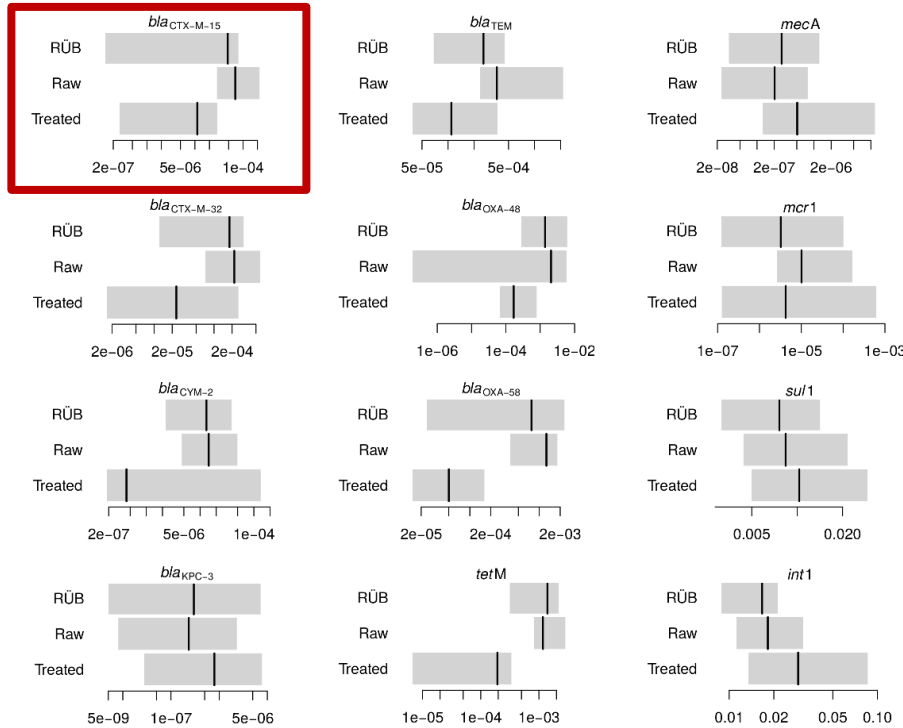 blaCTX−M−15
RÜB
Raw
Treated
2e−07 5e−06 1e−04
blaTEM
5e−05 5e−04
mecA
RÜB
Raw
Treated
2e−08 2e−07 2e−06
blaCTX−M−32
RÜB
Raw
Treated
2e−06 2e−05 2e−04
blaOXA−48
RÜB
Raw
Treated
1e−06 1e−04 1e−02
mcr1
RÜB
Raw
Treated
1e−07 1e−05 1e−03
blaCYM−2
RÜB
Raw
Treated
2e−07 5e−06 1e−04
blaOXA−58
RÜB
Raw
Treated
2e−05 2e−04 2e−03
sul1
RÜB
Raw
Treated
0.005 0.020
blaKPC−3
RÜB
Raw
Treated
5e−09 1e−07 5e−06
tetM
RÜB
Raw
Treated
1e−05 1e−04 1e−03
int1
RÜB
Raw
Treated
0.01 0.02 0.05 0.10